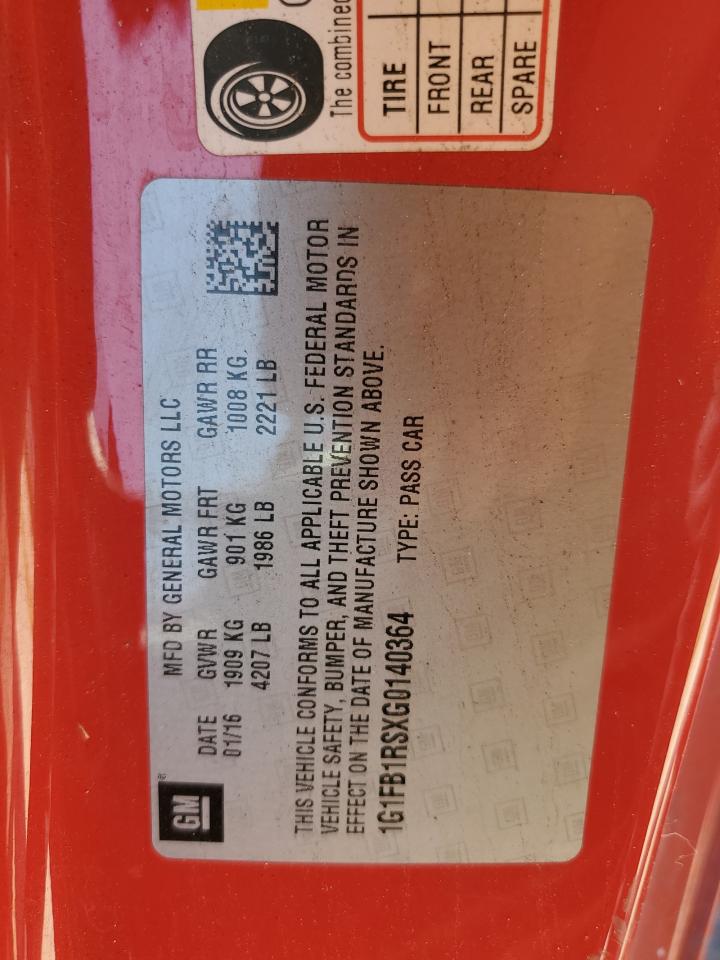 The combined
TIRE
FRONT
REAR
SPARE
GM
®
MFD BY GENERAL MOTORS LLC
DATE GVWR GAWR FRT GAWR RR
01/16 1909 KG 901 KG 1008 KG.
4207 LB 1986 LB 2221 LB
THIS VEHICLE CONFORMS TO ALL APPLICABLE U.S. FEDERAL MOTOR
VEHICLE SAFETY, BUMPER, AND THEFT PREVENTION STANDARDS IN
EFFECT ON THE DATE OF MANUFACTURE SHOWN ABOVE.
1G1FB1RSXG0140364 TYPE: PASS CAR